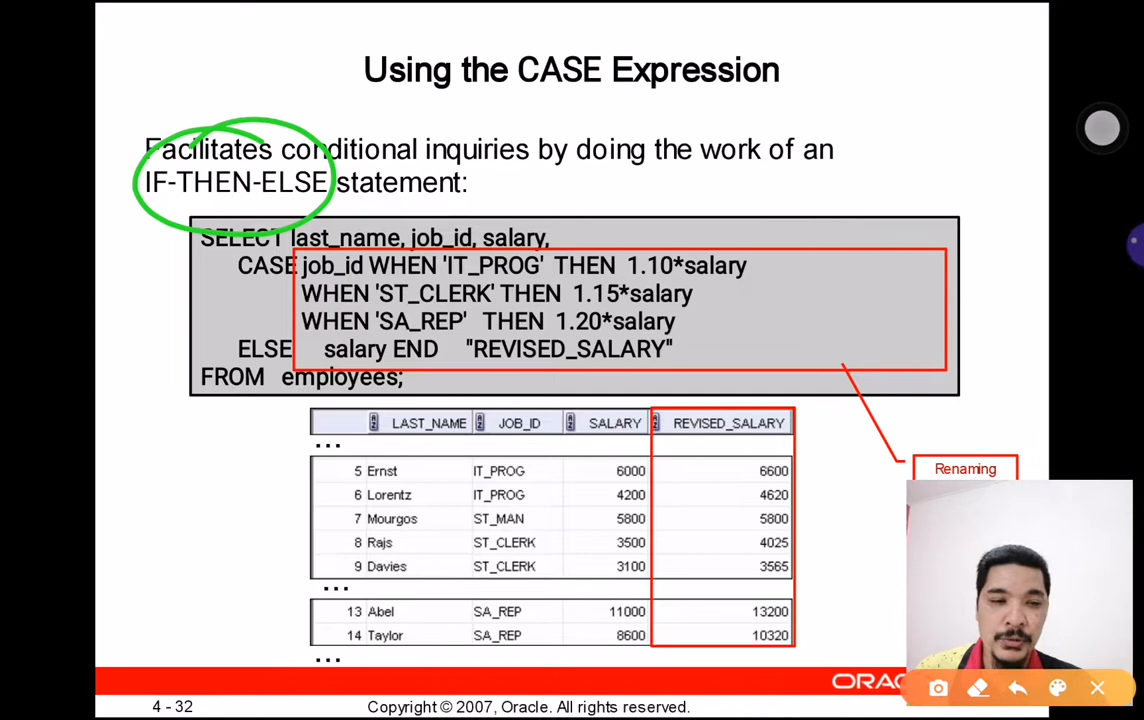 Using the CASE Expression
Facilitates conditional inquiries by doing the work of an
IF-THEN-ELSE statement:
SELECT last_name, job_id, salary,
CASE job_id WHEN 'IT_PROG' THEN 1.10*salary
WHEN 'ST_CLERK' THEN 1.15*salary
WHEN 'SA_REP' THEN 1.20*salary
ELSE salary END "REVISED_SALARY"
FROM employees;
LAST_NAME JOB_ID SALARY REVISED_SALARY
...
5 Ernst IT_PROG 6000 6600
6 Lorentz IT_PROG 4200 4620
7 Mourgos ST_MAN 5800 5800
8 Rajs ST_CLERK 3500 4025
9 Davies ST_CLERK 3100 3565
...
13 Abel SA_REP 11000 13200
14 Taylor SA_REP 8600 10320
...
Renaming
4 - 32
Copyright © 2007, Oracle. All rights reserved.